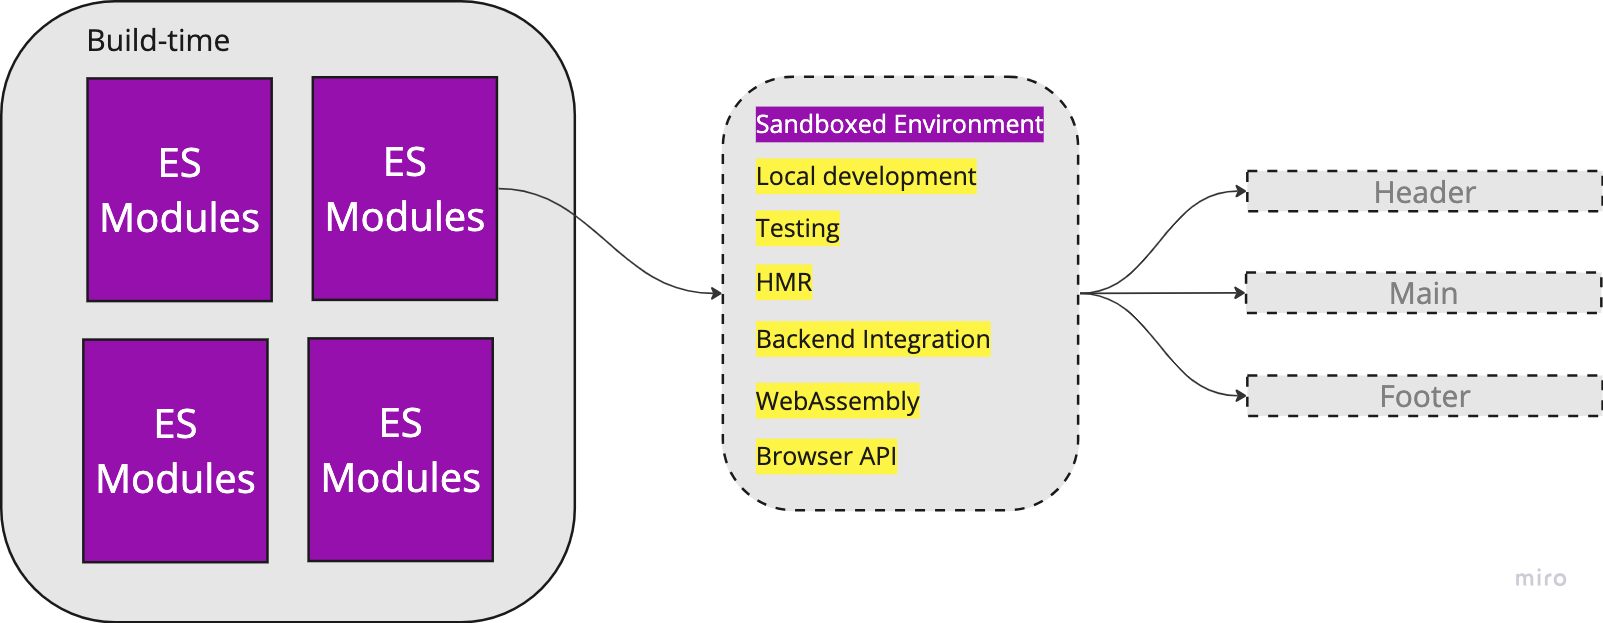 Build-time
ES
Modules
ES
Modules
ES
Modules
ES
Modules
Sandboxed Environment
Local development
Testing
HMR
Backend Integration
WebAssembly
Browser API
Header
Main
Footer
miro